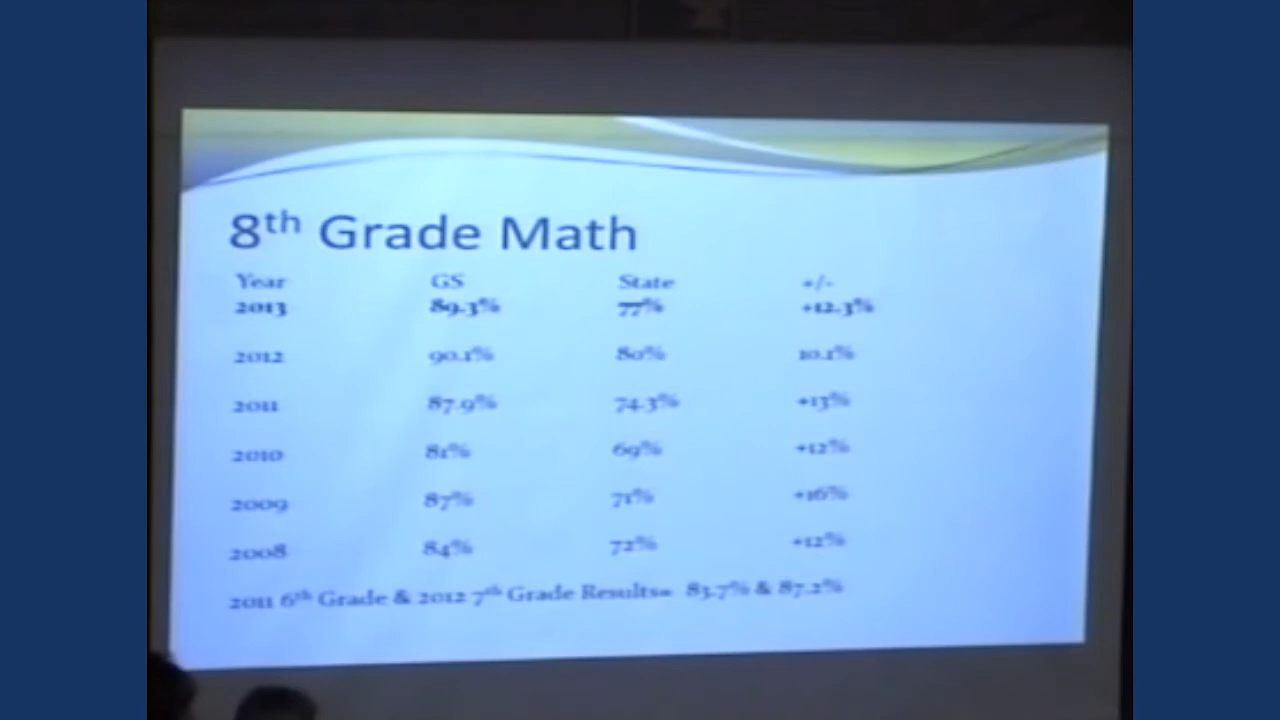 8th Grade Math
Year GS State +/-
2013 89.3% 77% +12.3%
2012 90.1% 80% 10.1%
2011 87.9% 74.3% +13%
2010 81% 69% +12%
2009 87% 71% +16%
2008 84% 72% +12%
2011 6th Grade & 2012 7th Grade Results= 83.7% & 87.2%